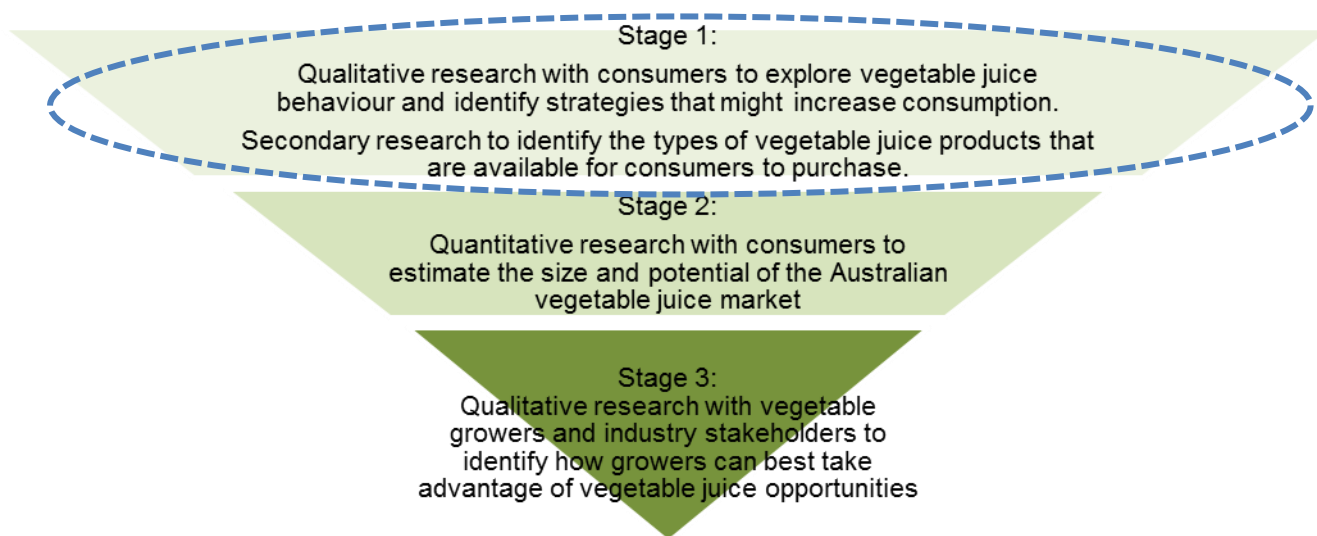 Stage 1:
Qualitative research with consumers to explore vegetable juice
behaviour and identify strategies that might increase consumption.
Secondary research to identify the types of vegetable juice products that
are available for consumers to purchase.
Stage 2:
Quantitative research with consumers to
estimate the size and potential of the Australian
vegetable juice market
Stage 3:
Qualitative research with vegetable
growers and industry stakeholders to
identify how growers can best take
advantage of vegetable juice opportunities